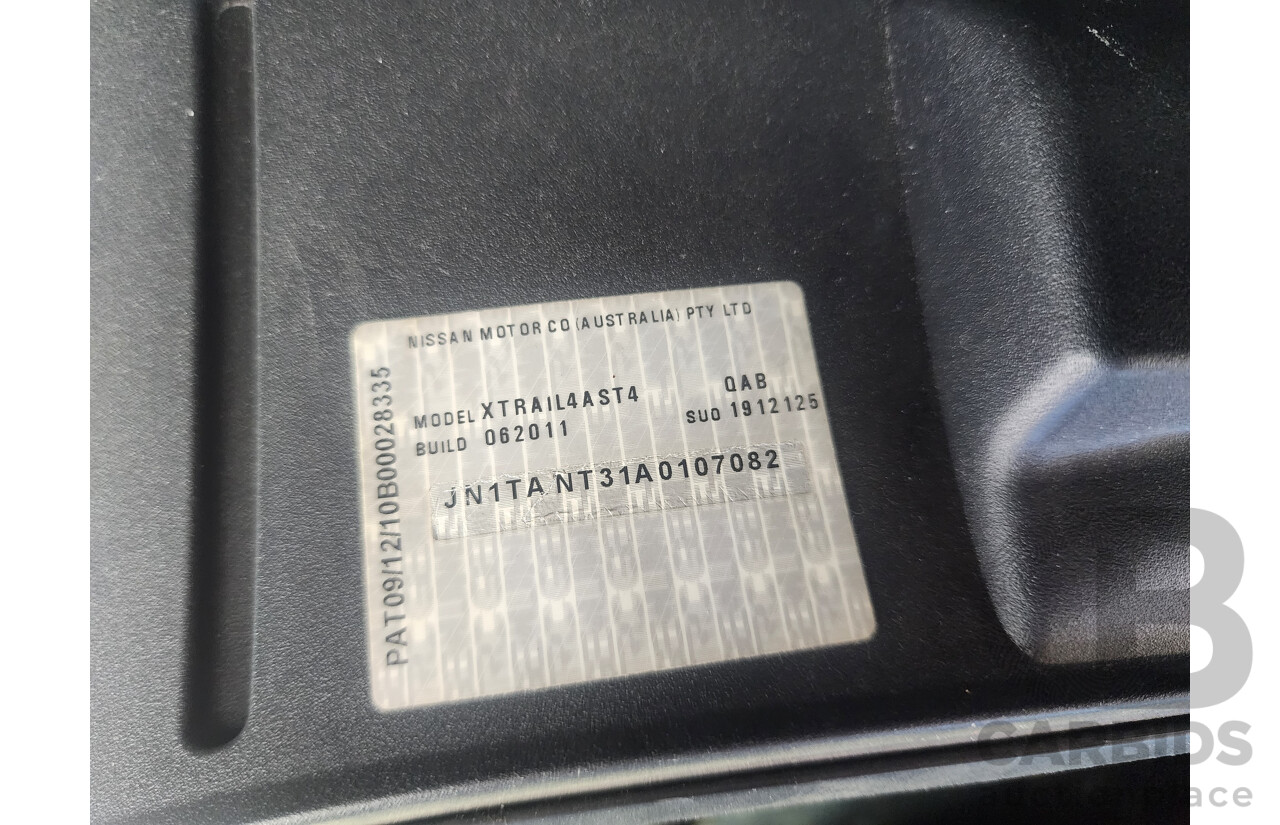 NISSAN MOTOR CO (AUSTRALIA) PTY LTD
MODEL XTRAIL4AST4 QAB
BUILD 062011 SUO 1912125
JN1TANT31A0107082
PAT09/12/10B00028335
B
CARBIDS